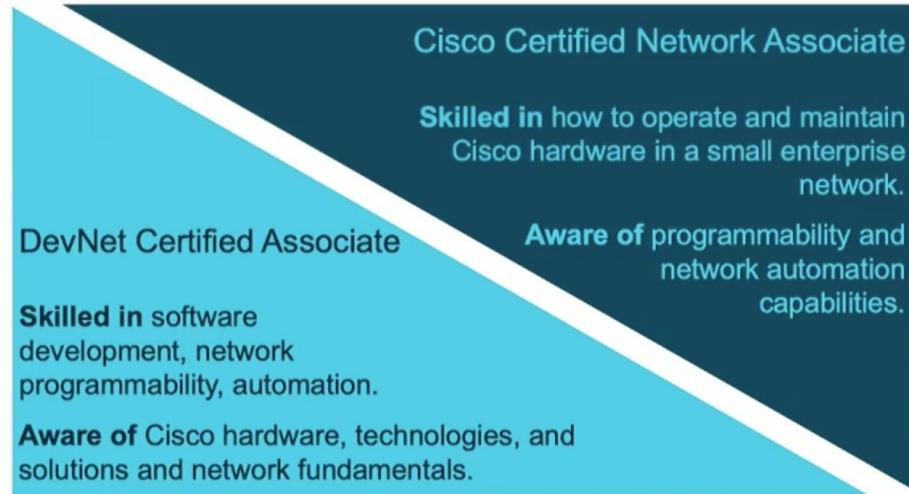 Cisco Certified Network Associate
Skilled in how to operate and maintain
Cisco hardware in a small enterprise
network.
Aware of programmability and
network automation
capabilities.
DevNet Certified Associate
Skilled in software
development, network
programmability, automation.
Aware of Cisco hardware, technologies, and
solutions and network fundamentals.